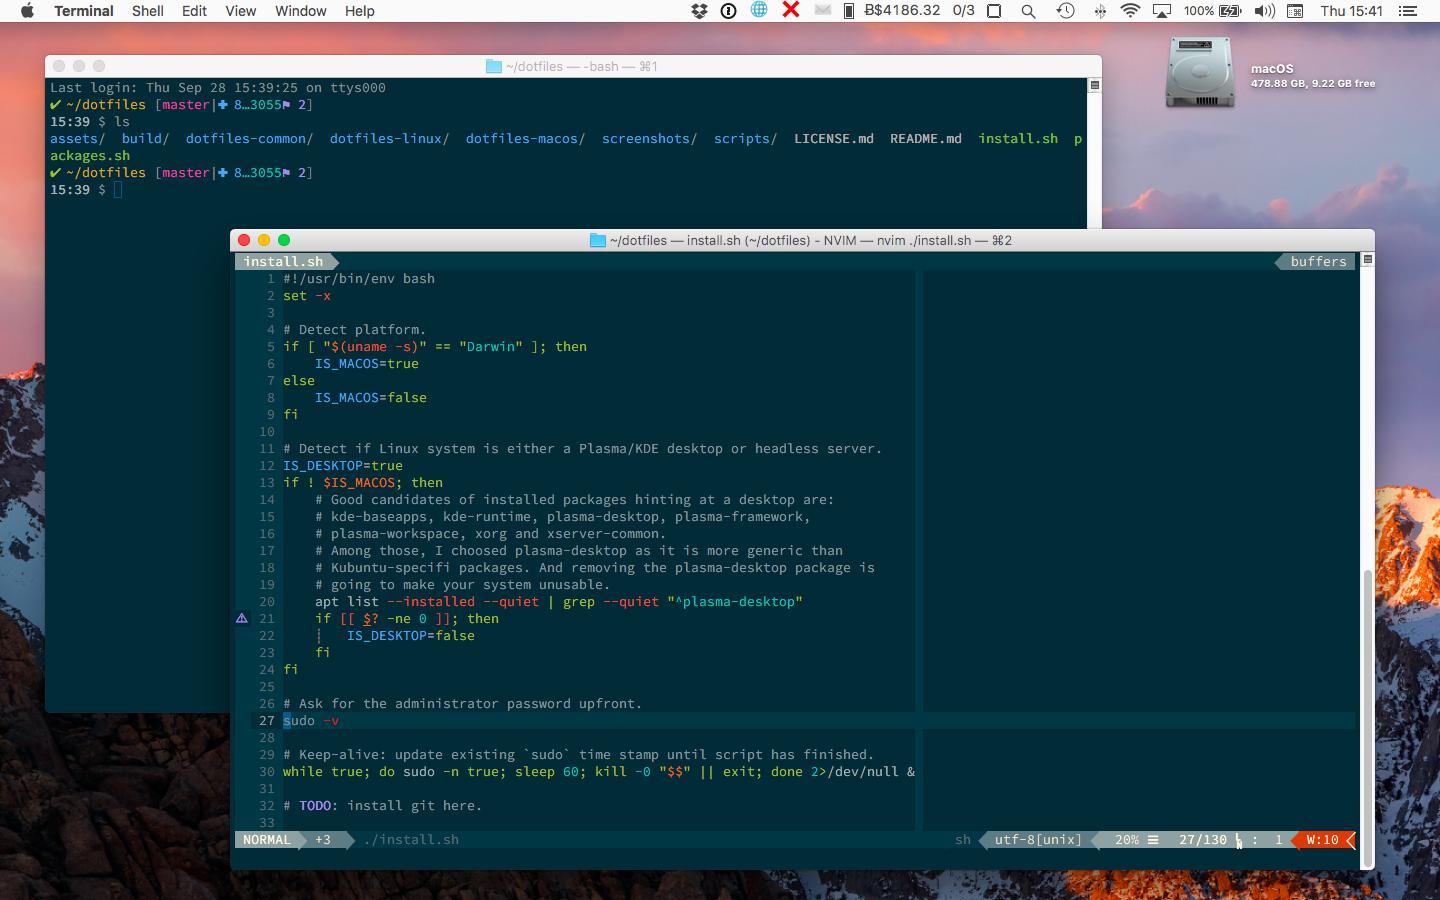 Terminal Shell Edit View Window Help
Ƀ$4186.32 0/3 100% Thu 15:41
macOS
478.88 GB, 9.22 GB free
~/dotfiles — -bash — ⌘1
Last login: Thu Sep 28 15:39:25 on ttys000
✔ ~/dotfiles [master|✚ 8…3055⚑ 2]
15:39 $ ls
assets/ build/ dotfiles-common/ dotfiles-linux/ dotfiles-macos/ screenshots/ scripts/ LICENSE.md README.md install.sh p
ackages.sh
✔ ~/dotfiles [master|✚ 8…3055⚑ 2]
15:39 $
~/dotfiles — install.sh (~/dotfiles) - NVIM — nvim ./install.sh — ⌘2
install.sh buffers
1 #!/usr/bin/env bash
2 set -x
3
4 # Detect platform.
5 if [ "$(uname -s)" == "Darwin" ]; then
6     IS_MACOS=true
7 else
8     IS_MACOS=false
9 fi
10
11 # Detect if Linux system is either a Plasma/KDE desktop or headless server.
12 IS_DESKTOP=true
13 if ! $IS_MACOS; then
14     # Good candidates of installed packages hinting at a desktop are:
15     # kde-baseapps, kde-runtime, plasma-desktop, plasma-framework,
16     # plasma-workspace, xorg and xserver-common.
17     # Among those, I choosed plasma-desktop as it is more generic than
18     # Kubuntu-specifi packages. And removing the plasma-desktop package is
19     # going to make your system unusable.
20     apt list --installed --quiet | grep --quiet "^plasma-desktop"
⚠ 21     if [[ $? -ne 0 ]]; then
22     ┊   IS_DESKTOP=false
23     fi
24 fi
25
26 # Ask for the administrator password upfront.
27 sudo -v
28
29 # Keep-alive: update existing `sudo` time stamp until script has finished.
30 while true; do sudo -n true; sleep 60; kill -0 "$$" || exit; done 2>/dev/null &
31
32 # TODO: install git here.
33
NORMAL +3 ./install.sh sh utf-8[unix] 20% ☰ 27/130 : 1 W:10